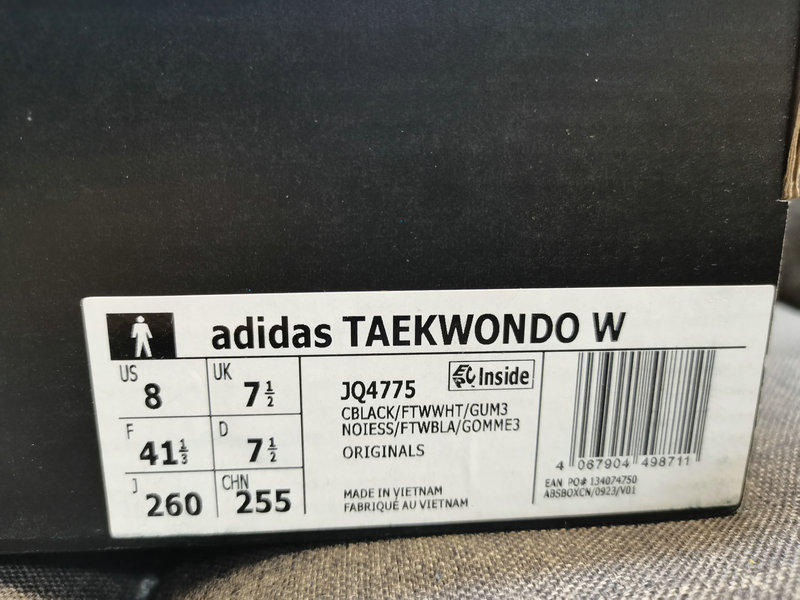 adidas TAEKWONDO W
US 8
UK 7 1/2
F 41 1/3
D 7 1/2
J 260
CHN 255
JQ4775
Inside
CBLACK/FTWWHT/GUM3
NOIESS/FTWBLA/GOMME3
ORIGINALS
MADE IN VIETNAM
FABRIQUÉ AU VIETNAM
4 067904 498711
EAN PO# 134074750
ABSBOXCN/0923/V01